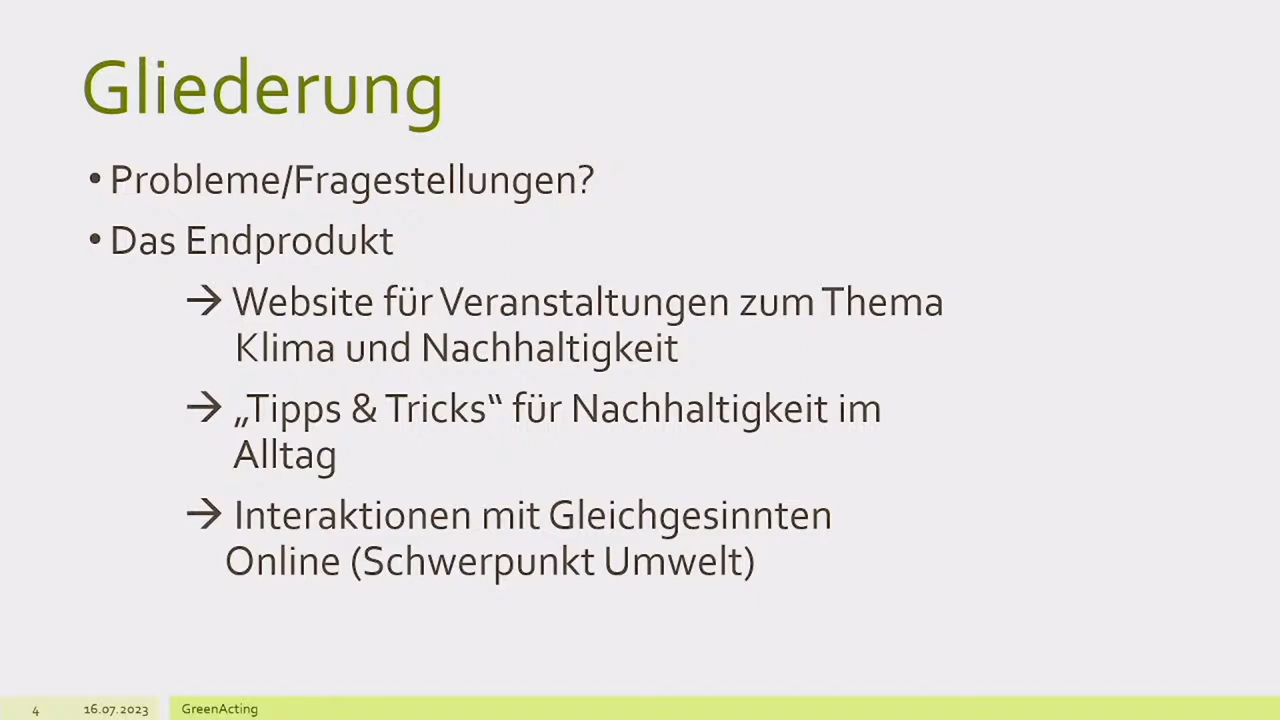 Gliederung
• Probleme/Fragestellungen?
• Das Endprodukt
→ Website für Veranstaltungen zum Thema
Klima und Nachhaltigkeit
→ „Tipps & Tricks“ für Nachhaltigkeit im
Alltag
→ Interaktionen mit Gleichgesinnten
Online (Schwerpunkt Umwelt)
4 16.07.2023 GreenActing